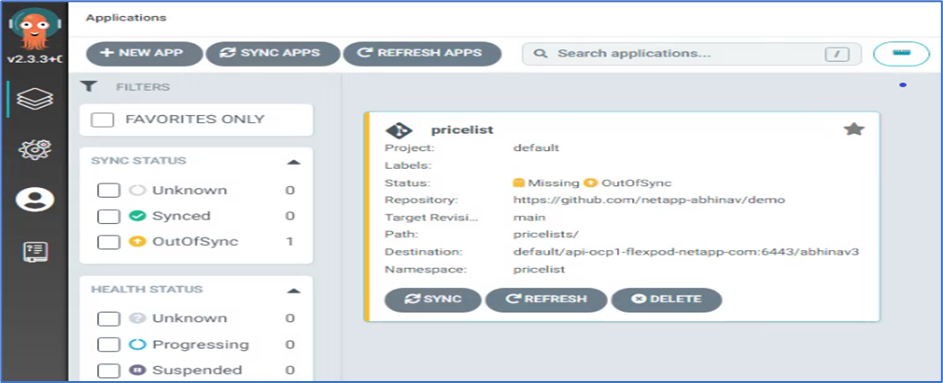 Applications
v2.3.3+
+ NEW APP
SYNC APPS
REFRESH APPS
Search applications...
/
FILTERS
FAVORITES ONLY
SYNC STATUS
Unknown 0
Synced 0
OutOfSync 1
HEALTH STATUS
Unknown 0
Progressing 0
Suspended 0
pricelist
Project: default
Labels:
Status: Missing OutOfSync
Repository: https://github.com/netapp-abhinav/demo
Target Revisi... main
Path: pricelists/
Destination: default/api-ocp1-flexpod-netapp-com:6443/abhinav3
Namespace: pricelist
SYNC REFRESH DELETE